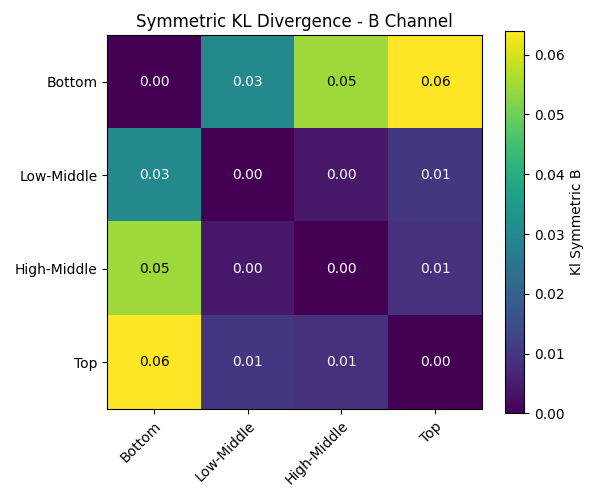 Symmetric KL Divergence - B Channel
Bottom 0.00 0.03 0.05 0.06
Low-Middle 0.03 0.00 0.00 0.01
High-Middle 0.05 0.00 0.00 0.01
Top 0.06 0.01 0.01 0.00
Bottom Low-Middle High-Middle Top
0.06
0.05
0.04
0.03
0.02
0.01
0.00
Kl Symmetric B